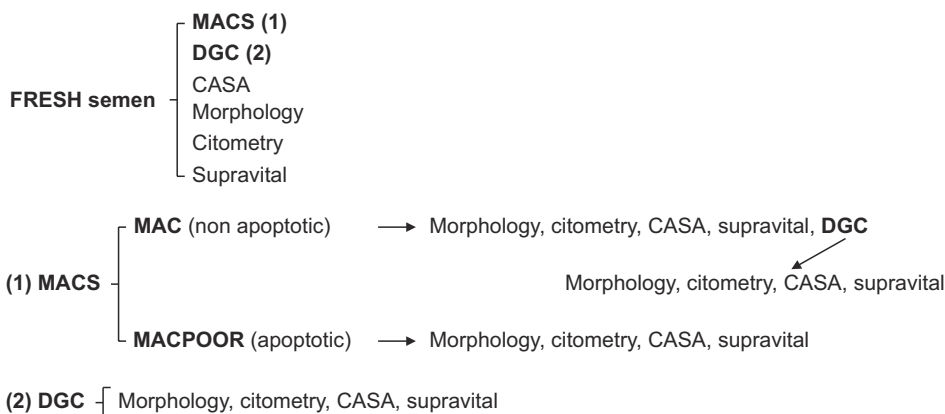 MACS (1)
DGC (2)
FRESH semen
CASA
Morphology
Citometry
Supravital
MAC (non apoptotic)
Morphology, citometry, CASA, supravital, DGC
(1) MACS
Morphology, citometry, CASA, supravital
MACPOOR (apoptotic)
Morphology, citometry, CASA, supravital
(2) DGC
Morphology, citometry, CASA, supravital